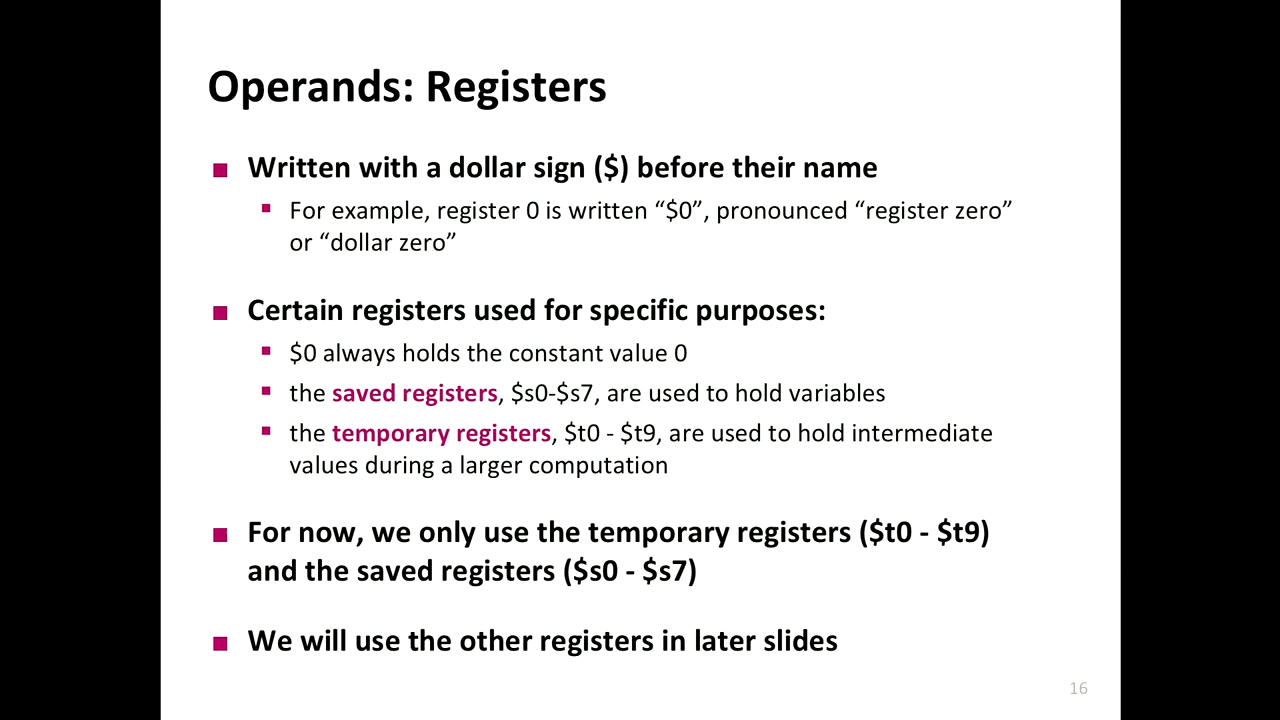 Operands: Registers
Written with a dollar sign ($) before their name
For example, register 0 is written “$0”, pronounced “register zero”
or “dollar zero”
Certain registers used for specific purposes:
$0 always holds the constant value 0
the saved registers, $s0-$s7, are used to hold variables
the temporary registers, $t0 - $t9, are used to hold intermediate
values during a larger computation
For now, we only use the temporary registers ($t0 - $t9)
and the saved registers ($s0 - $s7)
We will use the other registers in later slides
16